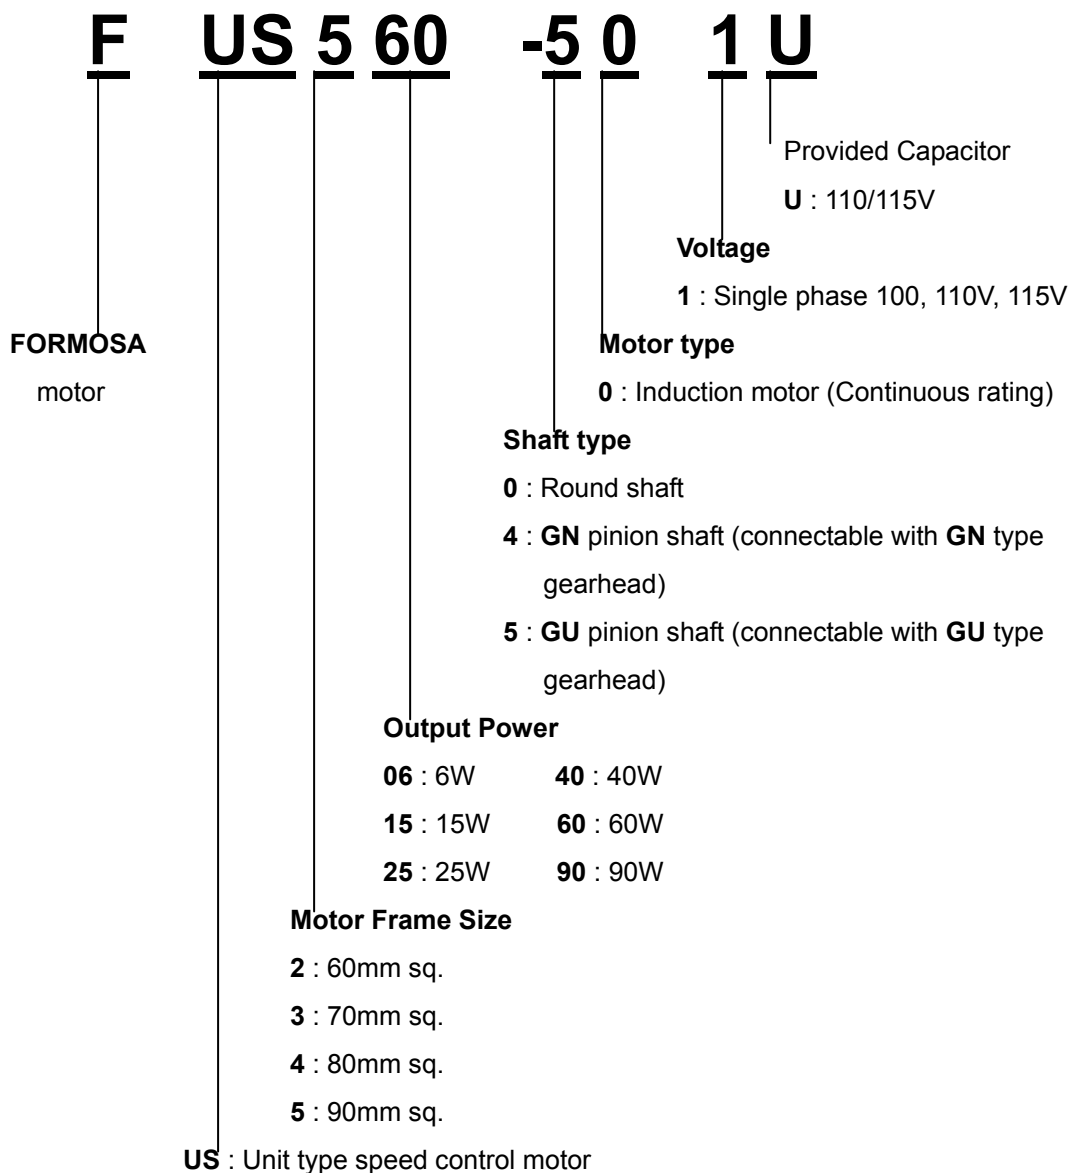 F US 5 60 -5 0 1 U
Provided Capacitor
U : 110/115V
Voltage
1 : Single phase 100, 110V, 115V
FORMOSA
motor
Motor type
0 : Induction motor (Continuous rating)
Shaft type
0 : Round shaft
4 : GN pinion shaft (connectable with GN type
gearhead)
5 : GU pinion shaft (connectable with GU type
gearhead)
Output Power
06 : 6W 40 : 40W
15 : 15W 60 : 60W
25 : 25W 90 : 90W
Motor Frame Size
2 : 60mm sq.
3 : 70mm sq.
4 : 80mm sq.
5 : 90mm sq.
US : Unit type speed control motor